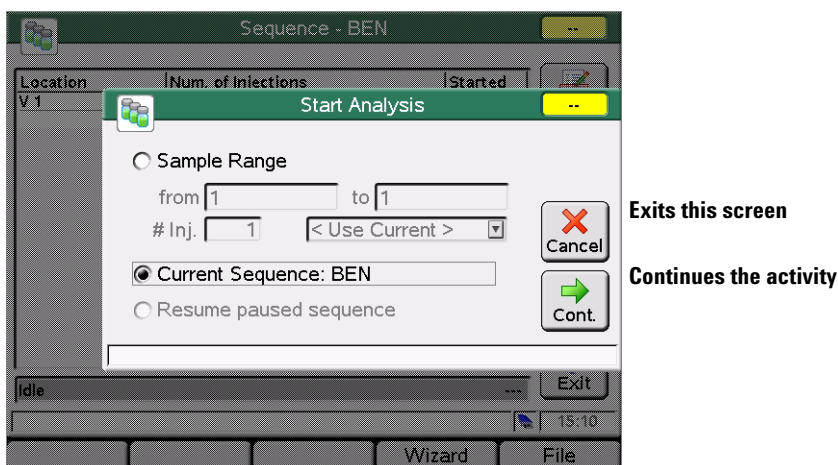 Sequence - BEN
--
Location Num. of Injections Started
V 1
Start Analysis
--
Sample Range
from 1 to 1
# Inj. 1 < Use Current >
Cancel
Exits this screen
Current Sequence: BEN
Continues the activity
Resume paused sequence
Cont.
Idle --- Exit
15:10
Wizard File